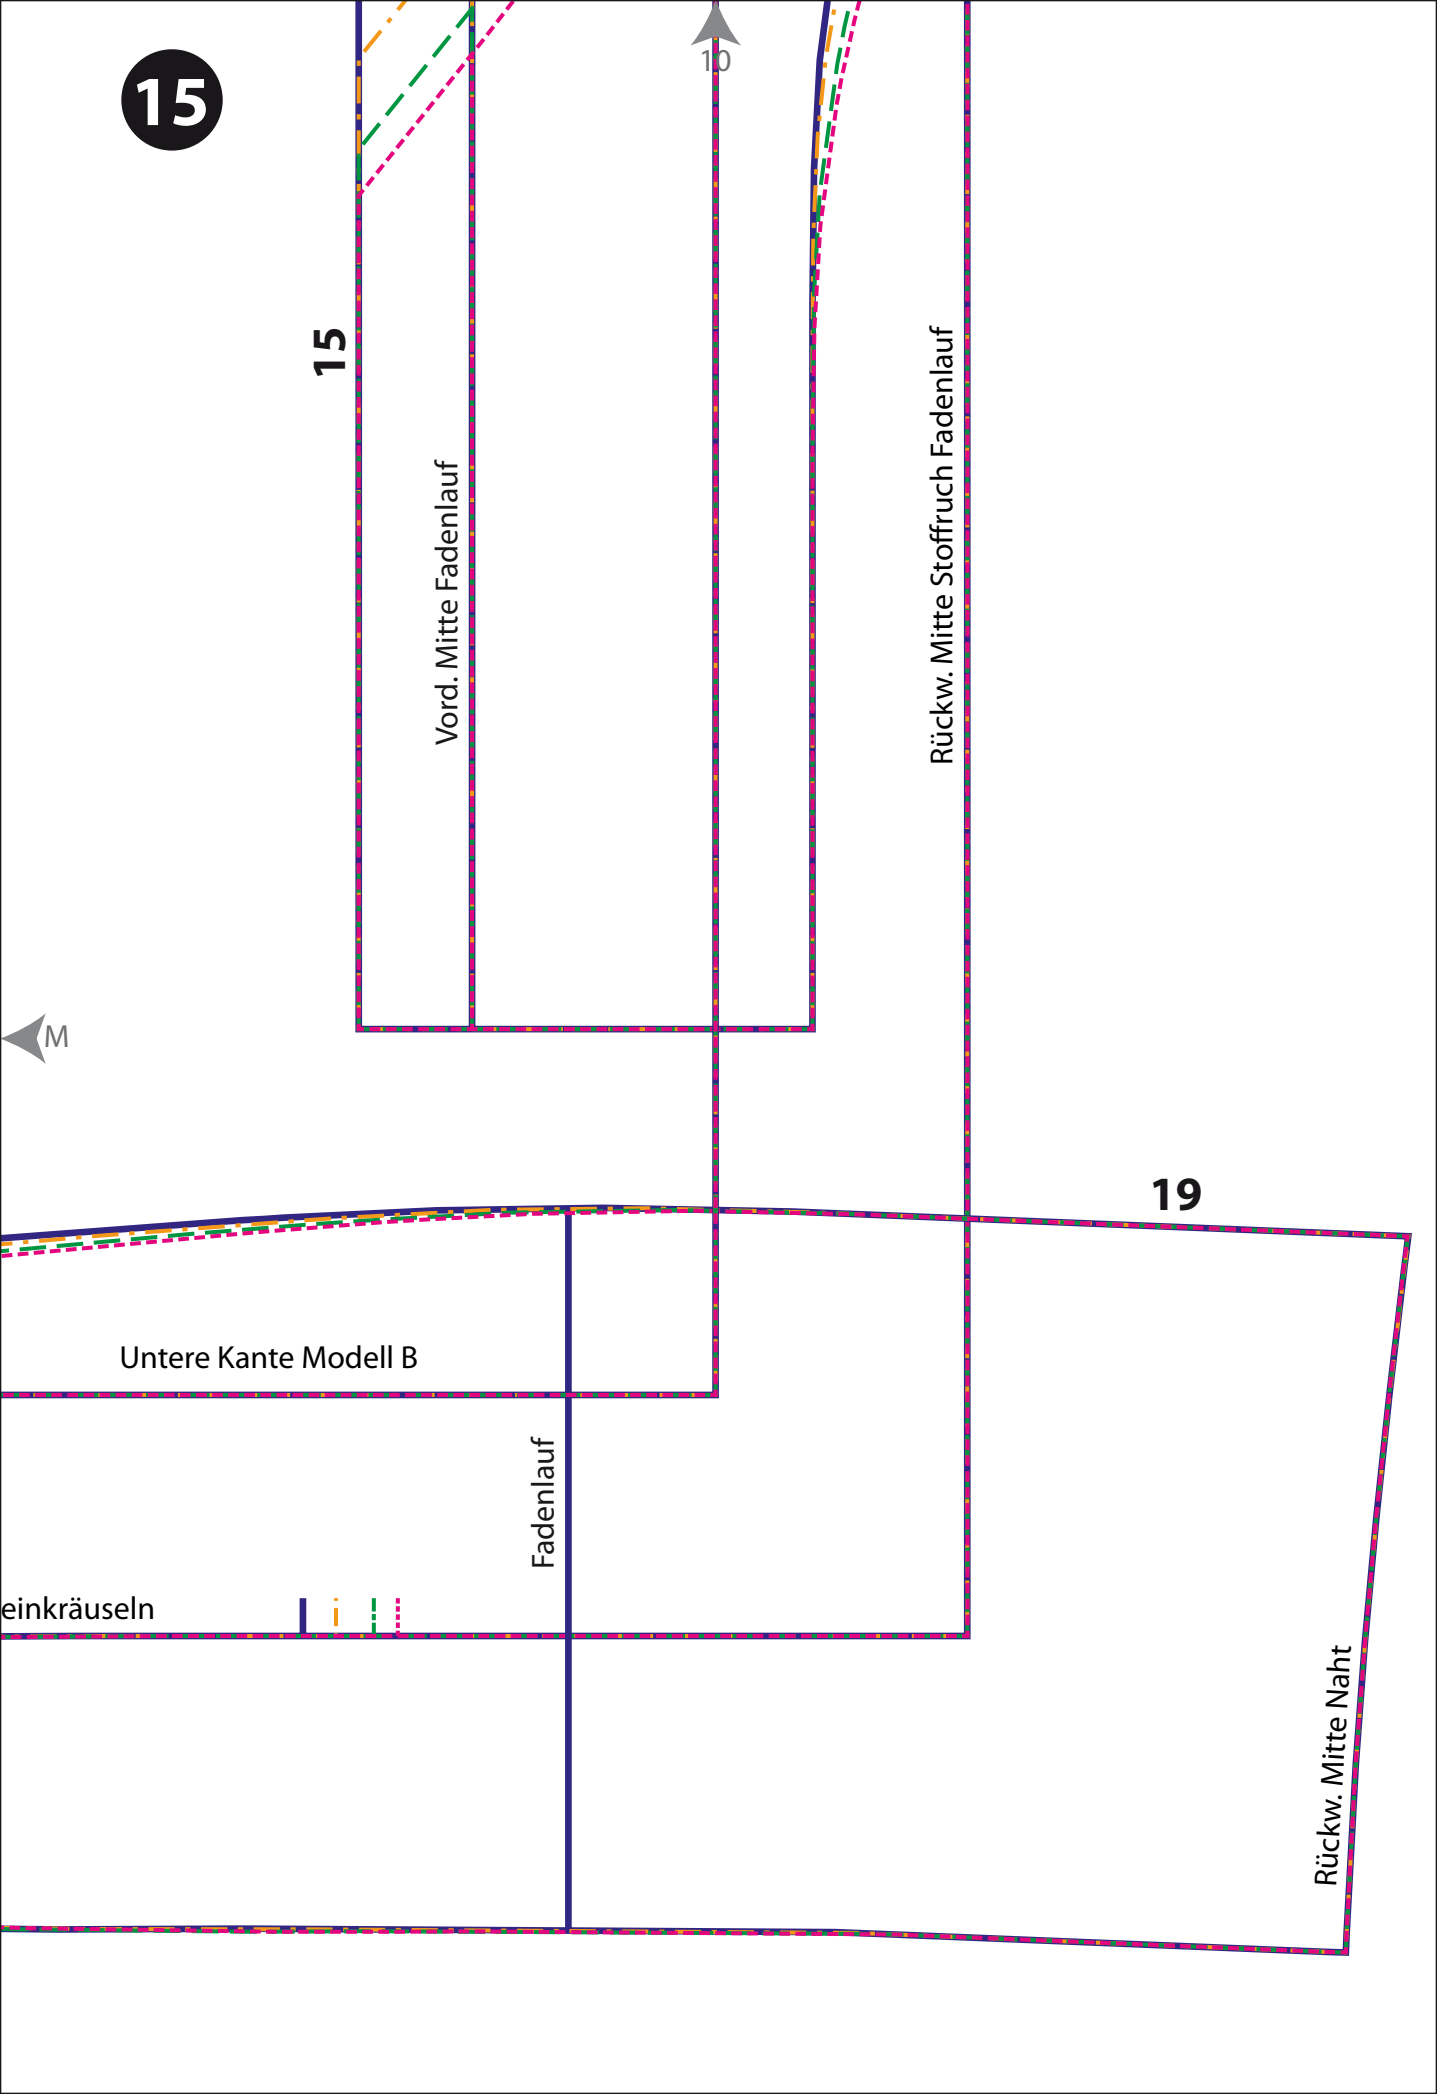 15
10
15
Vord. Mitte Fadenlauf
Rückw. Mitte Stoffruch Fadenlauf
M
19
Untere Kante Modell B
Fadenlauf
einkräuseln
Rückw. Mitte Naht